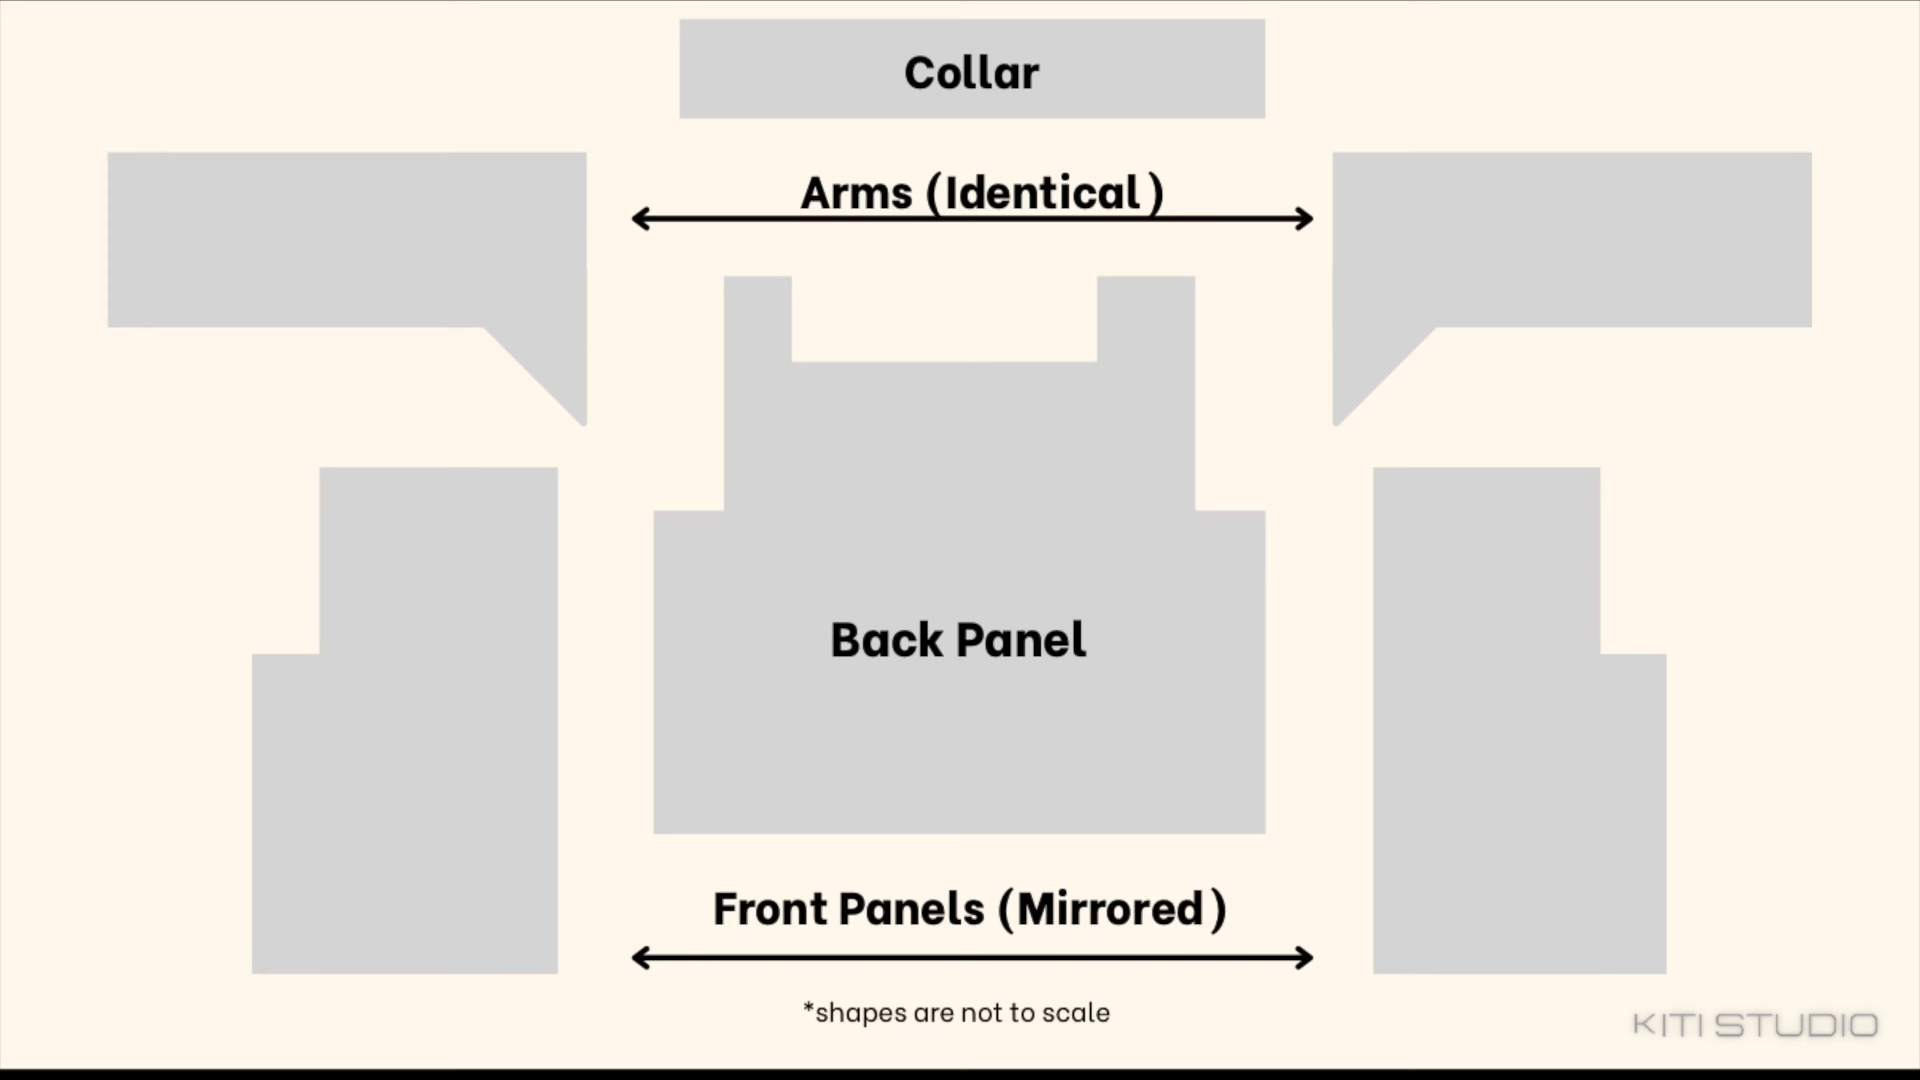 Collar
Arms (Identical)
Back Panel
Front Panels (Mirrored)
*shapes are not to scale
KITI STUDIO